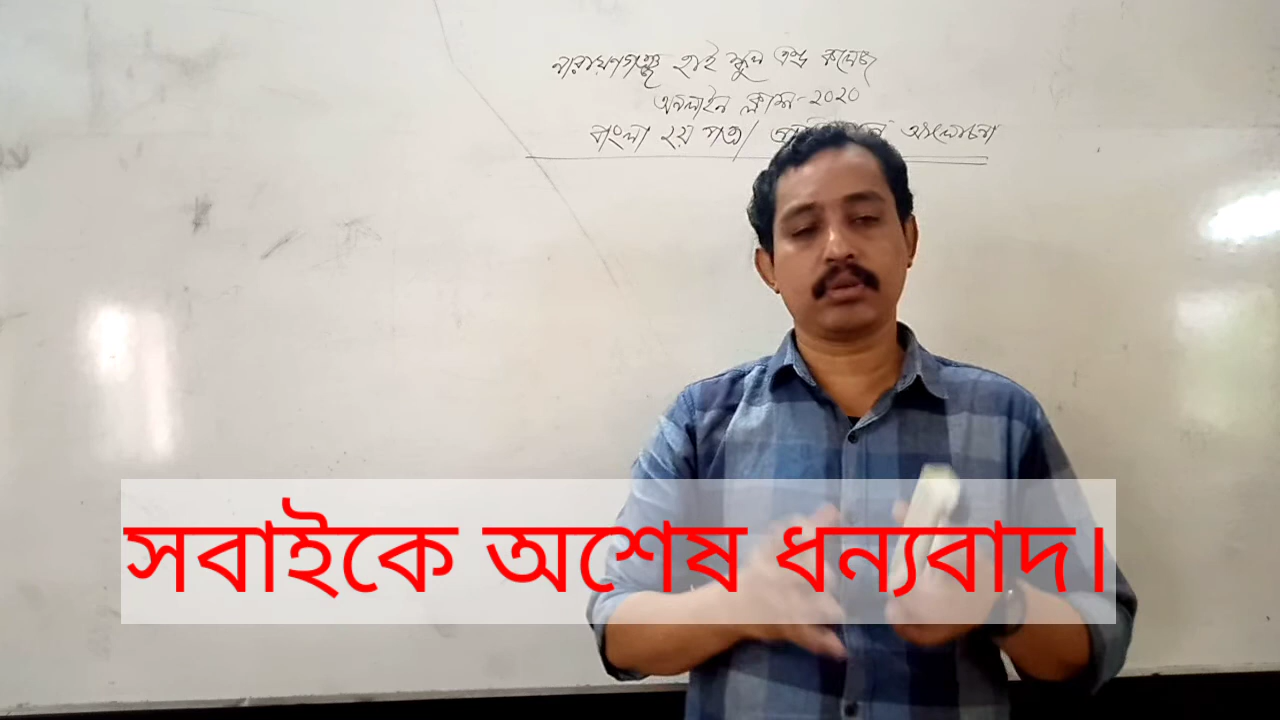 নারায়ণগঞ্জ হাই স্কুল এন্ড কলেজ
অনলাইন ক্লাশ-২০২০
বাংলা ২য় পত্র। আলোচনা
সবাইকে অশেষ ধন্যবাদ।